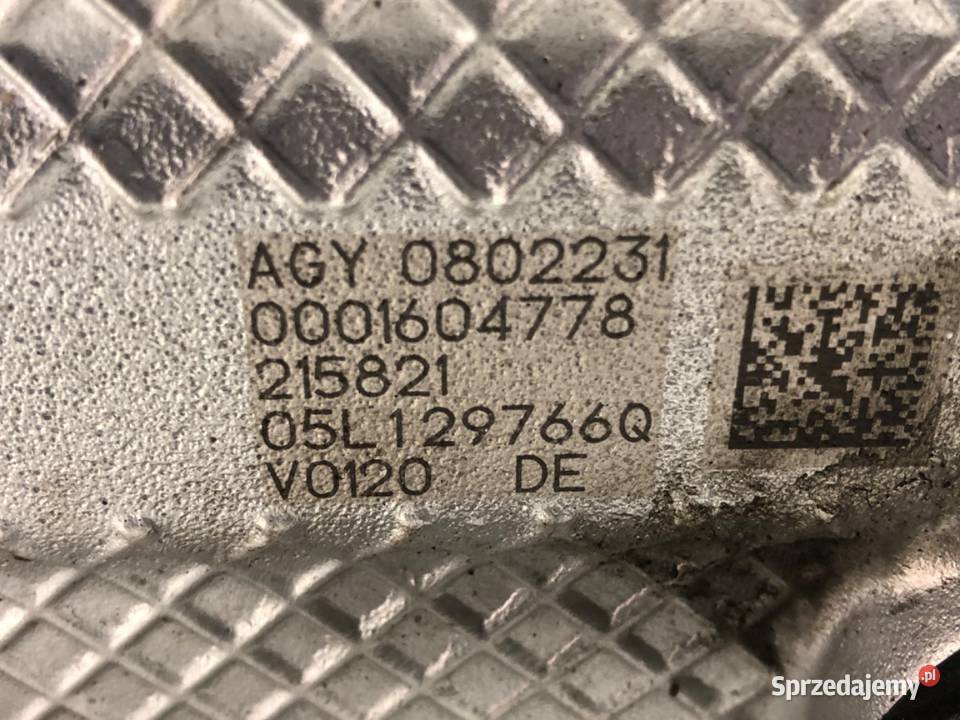 AGY 0802231
0001604778
215821
05L129766Q
V0120 DE
Sprzedajemy.pl